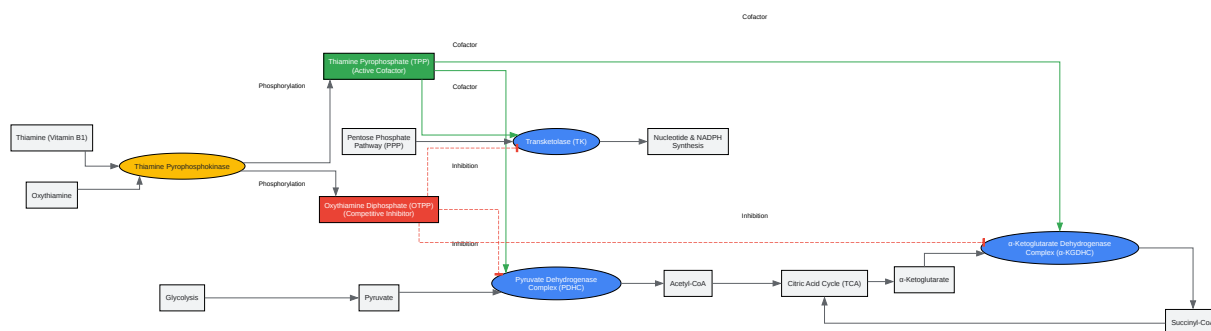 Cofactor
Cofactor
Thiamine Pyrophosphate (TPP)
(Active Cofactor)
Phosphorylation
Cofactor
Thiamine (Vitamin B1)
Pentose Phosphate
Pathway (PPP)
Transketolase (TK)
Nucleotide & NADPH
Synthesis
Thiamine Pyrophosphokinase
Inhibition
Phosphorylation
Oxythiamine
Oxythiamine Diphosphate (OTPP)
(Competitive Inhibitor)
Inhibition
Inhibition
α-Ketoglutarate Dehydrogenase
Complex (α-KGDHC)
Pyruvate Dehydrogenase
Complex (PDHC)
Acetyl-CoA
Citric Acid Cycle (TCA)
α-Ketoglutarate
Glycolysis
Pyruvate
Succinyl-Co